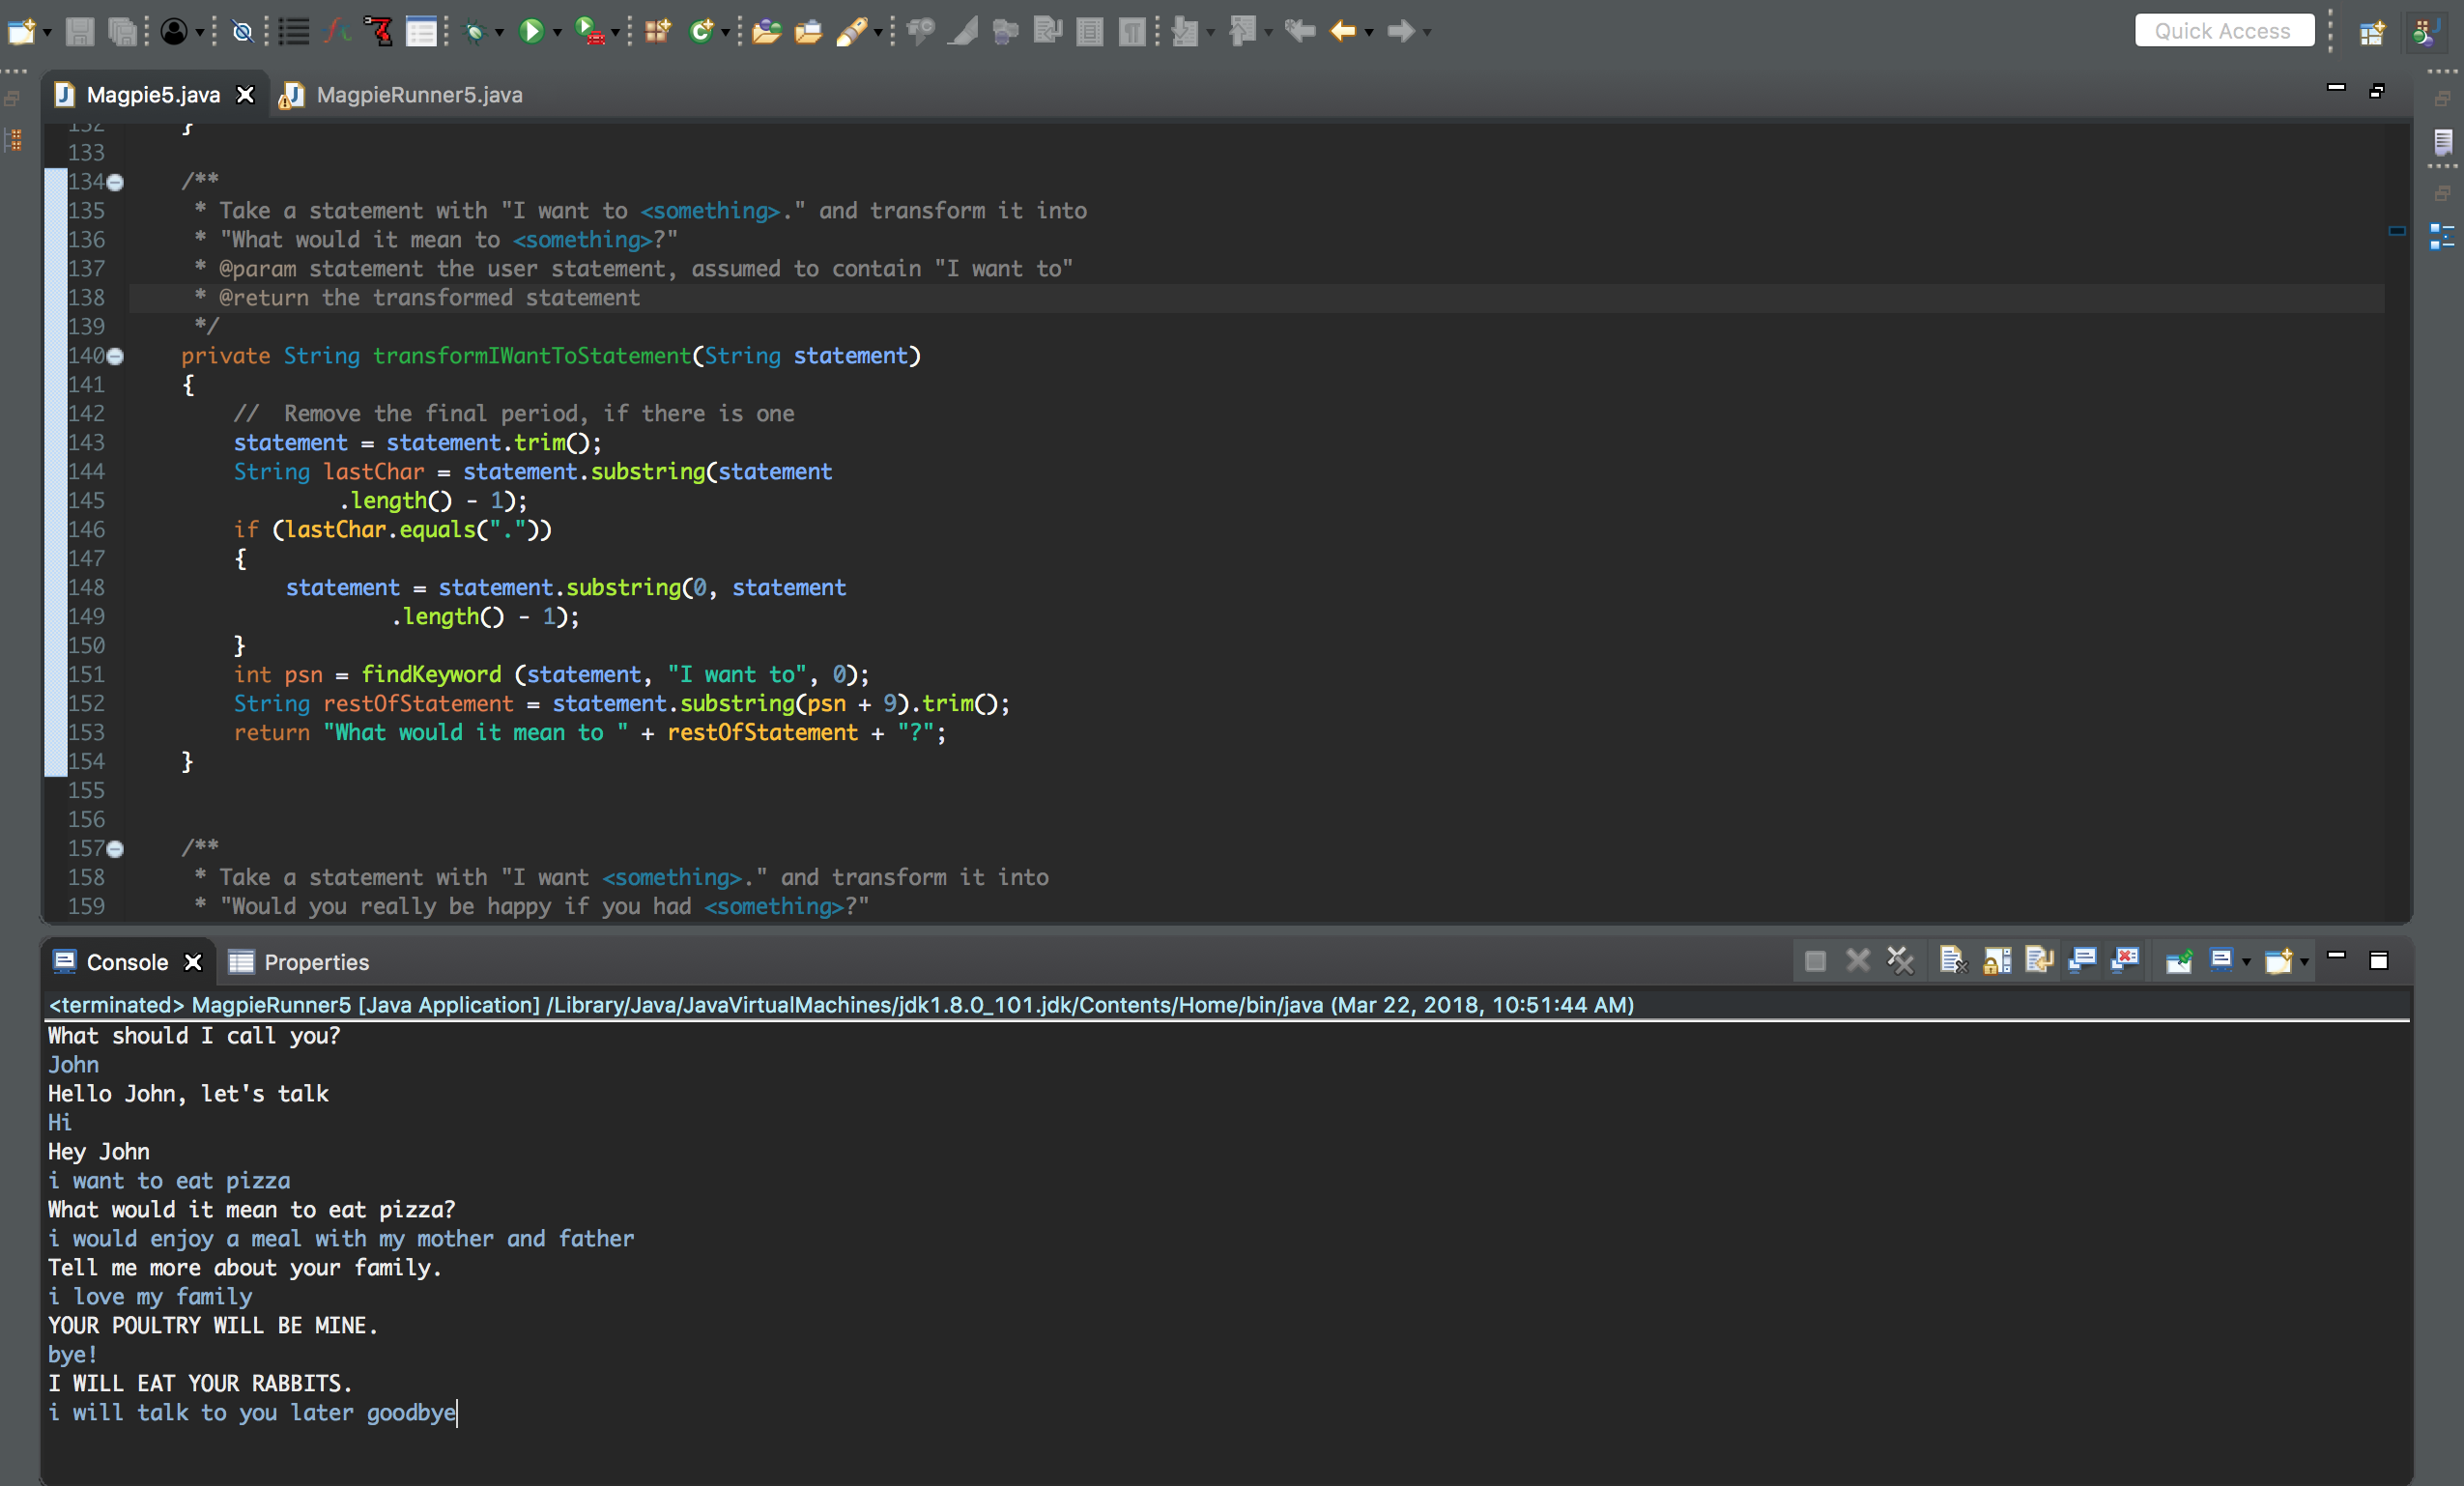 Quick Access
Magpie5.java
MagpieRunner5.java
132     }
133
134     /**
135      * Take a statement with "I want to <something>." and transform it into
136      * "What would it mean to <something>?"
137      * @param statement the user statement, assumed to contain "I want to"
138      * @return the transformed statement
139      */
140     private String transformIWantToStatement(String statement)
141     {
142         //  Remove the final period, if there is one
143         statement = statement.trim();
144         String lastChar = statement.substring(statement
145                 .length() - 1);
146         if (lastChar.equals("."))
147         {
148             statement = statement.substring(0, statement
149                     .length() - 1);
150         }
151         int psn = findKeyword (statement, "I want to", 0);
152         String restOfStatement = statement.substring(psn + 9).trim();
153         return "What would it mean to " + restOfStatement + "?";
154     }
155
156
157     /**
158      * Take a statement with "I want <something>." and transform it into
159      * "Would you really be happy if you had <something>?"
Console
Properties
<terminated> MagpieRunner5 [Java Application] /Library/Java/JavaVirtualMachines/jdk1.8.0_101.jdk/Contents/Home/bin/java (Mar 22, 2018, 10:51:44 AM)
What should I call you?
John
Hello John, let's talk
Hi
Hey John
i want to eat pizza
What would it mean to eat pizza?
i would enjoy a meal with my mother and father
Tell me more about your family.
i love my family
YOUR POULTRY WILL BE MINE.
bye!
I WILL EAT YOUR RABBITS.
i will talk to you later goodbye